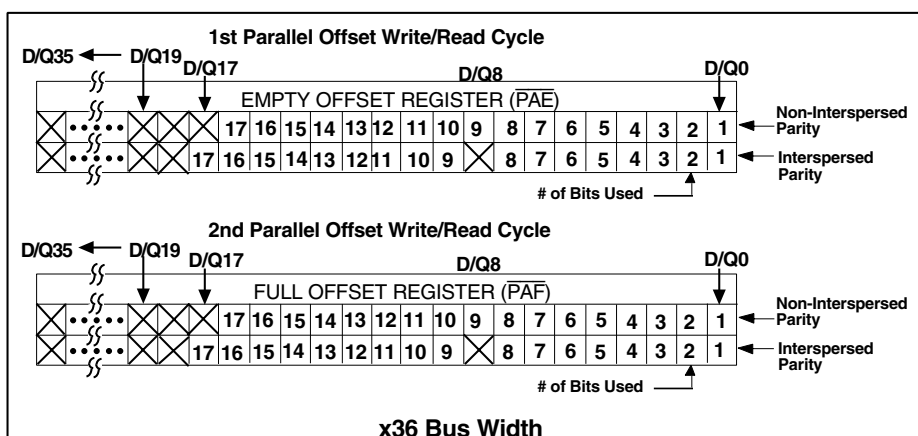 1st Parallel Offset Write/Read Cycle
D/Q35 D/Q19 D/Q17 D/Q8 D/Q0
EMPTY OFFSET REGISTER (PAE)
17 16 15 14 13 12 11 10 9 8 7 6 5 4 3 2 1 Non-Interspersed Parity
17 16 15 14 13 12 11 10 9 8 7 6 5 4 3 2 1 Interspersed Parity
# of Bits Used
2nd Parallel Offset Write/Read Cycle
D/Q35 D/Q19 D/Q17 D/Q8 D/Q0
FULL OFFSET REGISTER (PAF)
17 16 15 14 13 12 11 10 9 8 7 6 5 4 3 2 1 Non-Interspersed Parity
17 16 15 14 13 12 11 10 9 8 7 6 5 4 3 2 1 Interspersed Parity
# of Bits Used
x36 Bus Width